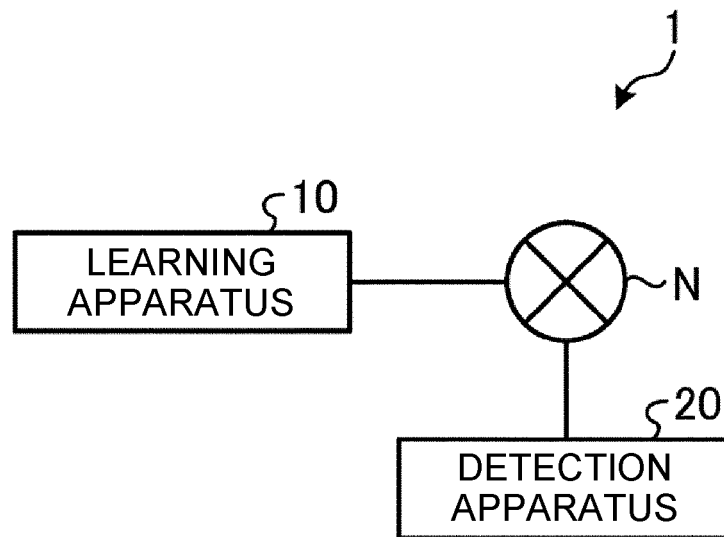 1
10
LEARNING
APPARATUS
N
20
DETECTION
APPARATUS